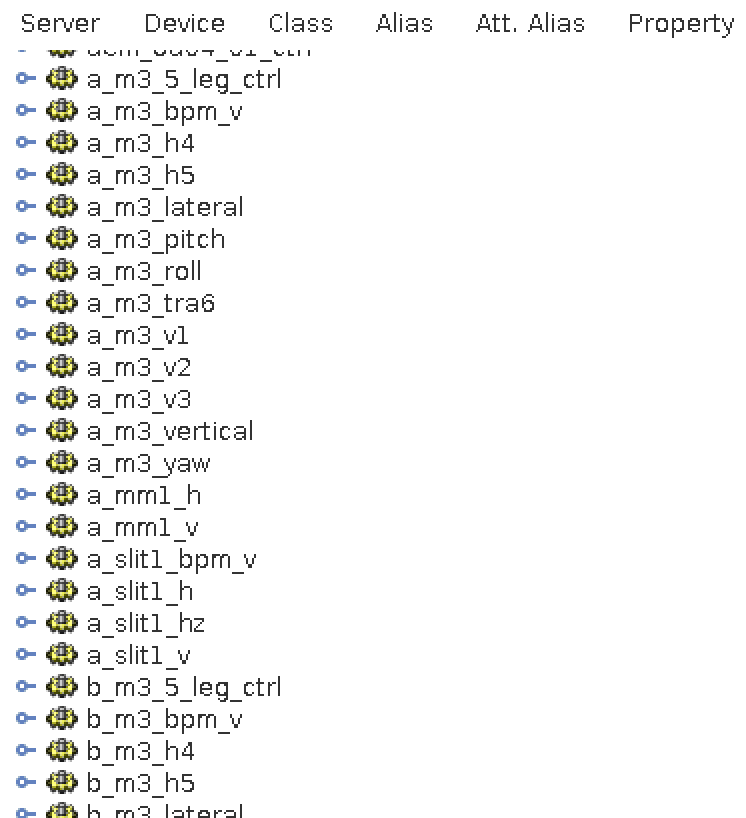 Server Device Class Alias Att. Alias Property
a_m3_5_leg_ctrl
a_m3_bpm_v
a_m3_h4
a_m3_h5
a_m3_lateral
a_m3_pitch
a_m3_roll
a_m3_tra6
a_m3_v1
a_m3_v2
a_m3_v3
a_m3_vertical
a_m3_yaw
a_mm1_h
a_mm1_v
a_slit1_bpm_v
a_slit1_h
a_slit1_hz
a_slit1_v
b_m3_5_leg_ctrl
b_m3_bpm_v
b_m3_h4
b_m3_h5
b_m3_lateral